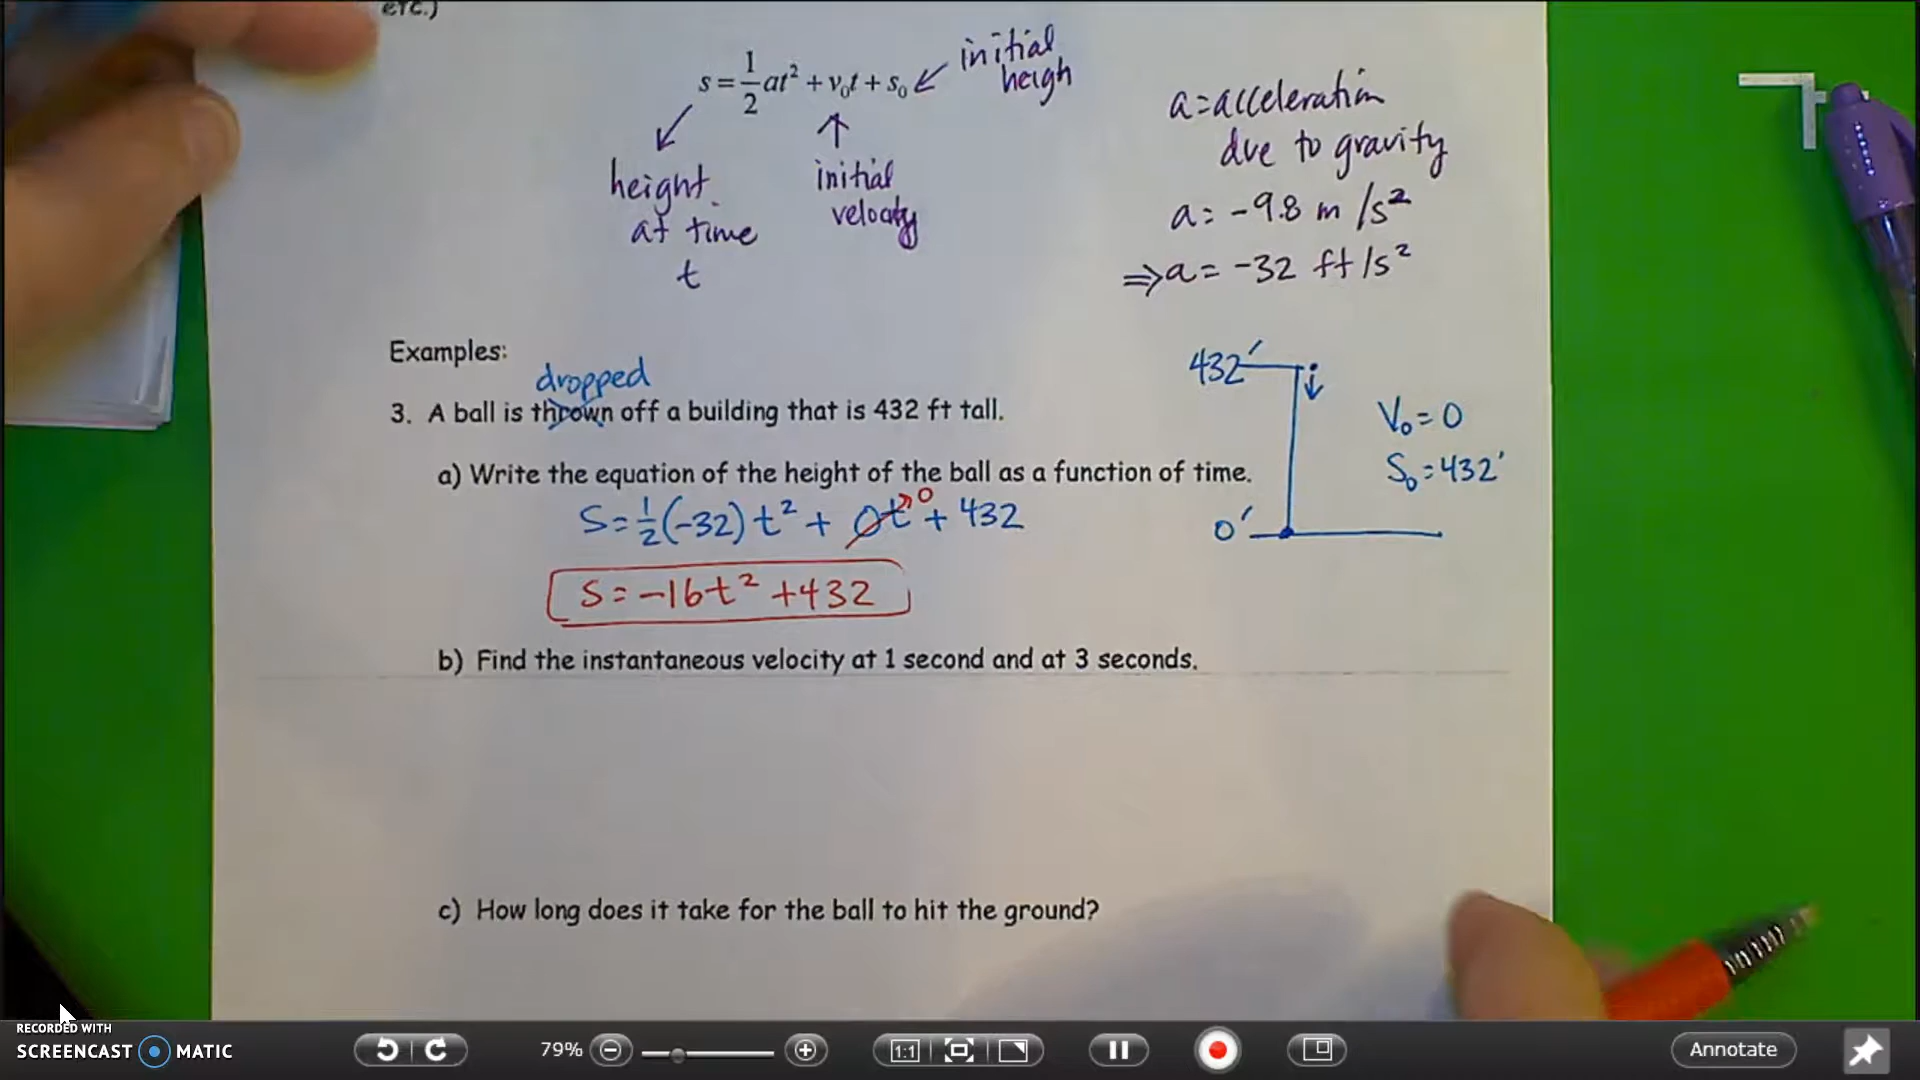 etc.)
s = 1/2 at² + v₀t + s₀
initial
heigh
height
at time
t
initial
velocity
a = acceleration
due to gravity
a = -9.8 m/s²
⇒ a = -32 ft/s²
Examples:
dropped
3. A ball is thrown off a building that is 432 ft tall.
432'
V₀ = 0
S₀ = 432'
0'
a) Write the equation of the height of the ball as a function of time.
S = 1/2 (-32) t² + 0t + 432
0
S = -16t² + 432
b) Find the instantaneous velocity at 1 second and at 3 seconds.
c) How long does it take for the ball to hit the ground?
RECORDED WITH
SCREENCAST MATIC
79%
1:1
Annotate